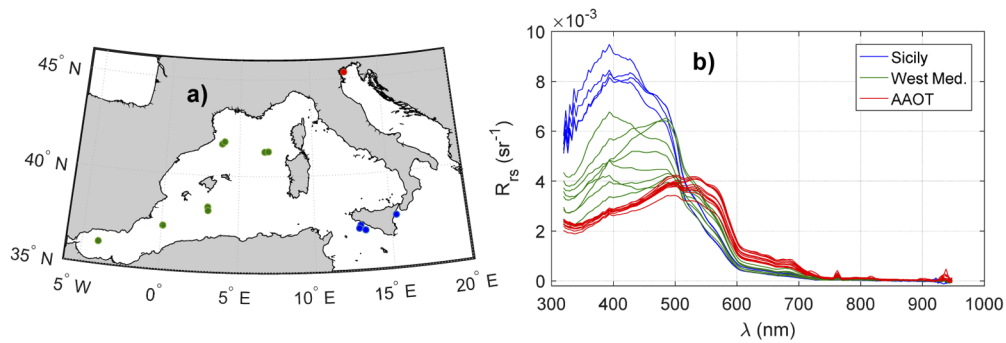 a)
45° N
40° N
35° N
5° W
0°
5° E
10° E
15° E
20° E
×10⁻³
b)
Sicily
West Med.
AAOT
10
8
6
4
2
0
R_rs (sr⁻¹)
300 400 500 600 700 800 900 1000
λ (nm)